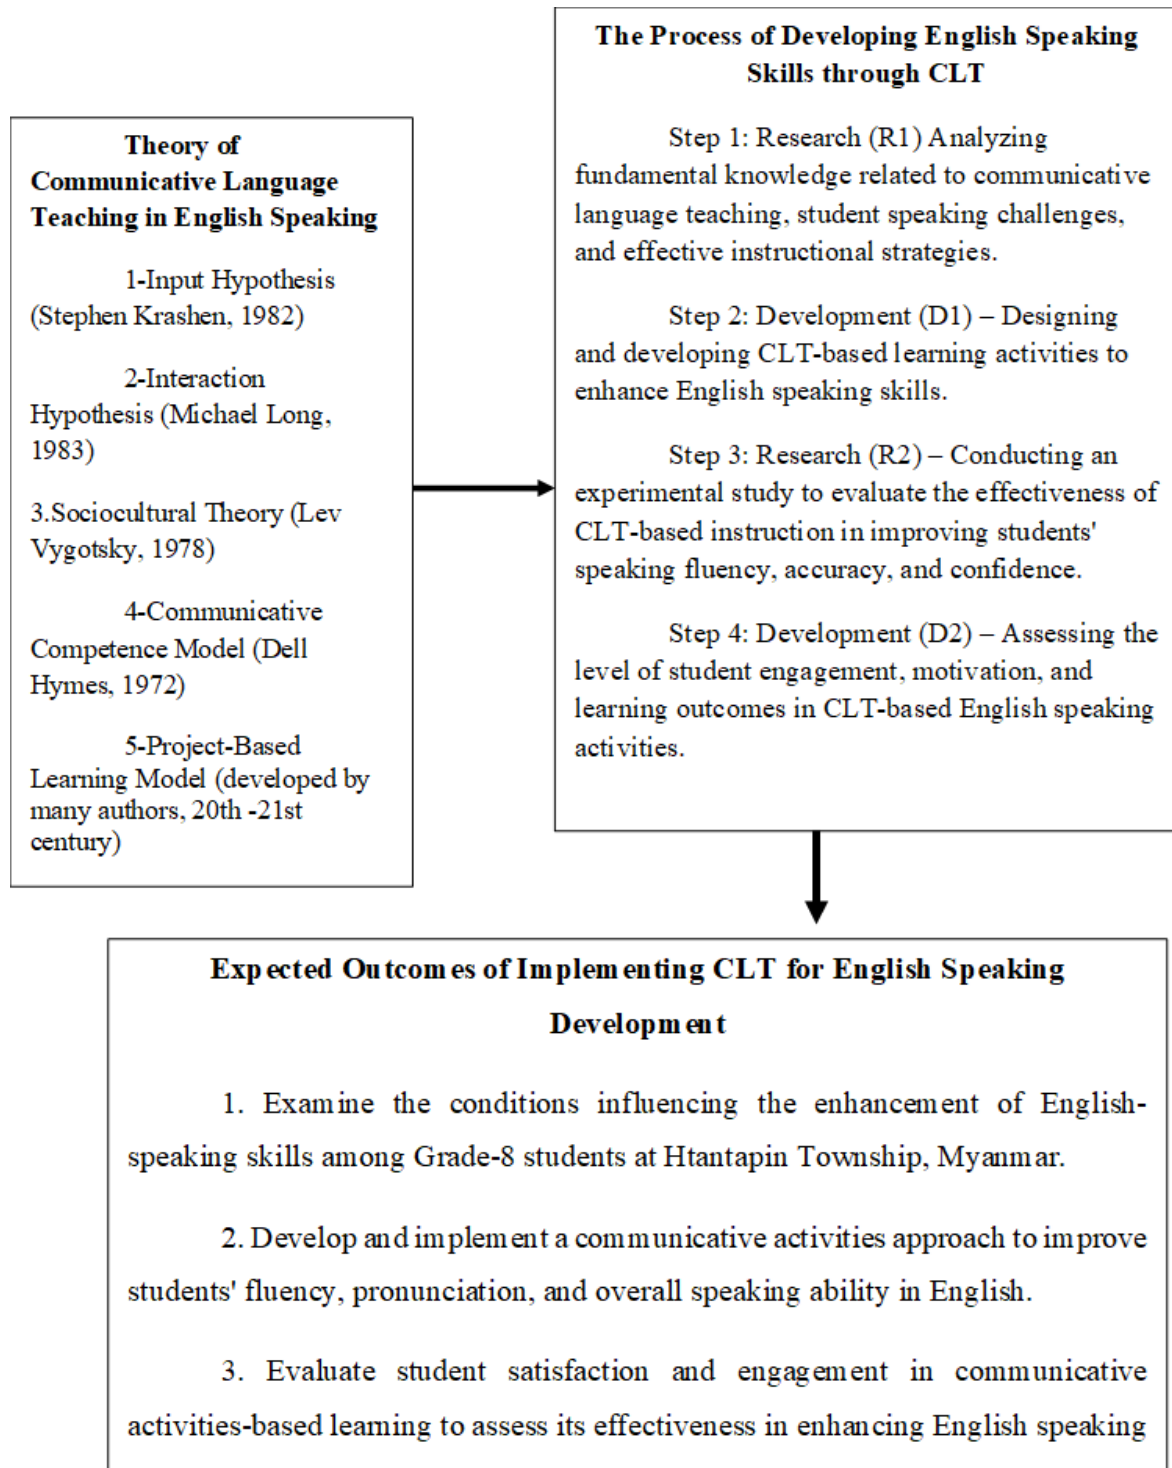 Theory of
Communicative Language
Teaching in English Speaking
1-Input Hypothesis
(Stephen Krashen, 1982)
2-Interaction
Hypothesis (Michael Long,
1983)
3.Sociocultural Theory (Lev
Vygotsky, 1978)
4-Communicative
Competence Model (Dell
Hymes, 1972)
5-Project-Based
Learning Model (developed by
many authors, 20th -21st
century)
The Process of Developing English Speaking
Skills through CLT
Step 1: Research (R1) Analyzing
fundamental knowledge related to communicative
language teaching, student speaking challenges,
and effective instructional strategies.
Step 2: Development (D1) – Designing
and developing CLT-based learning activities to
enhance English speaking skills.
Step 3: Research (R2) – Conducting an
experimental study to evaluate the effectiveness of
CLT-based instruction in improving students'
speaking fluency, accuracy, and confidence.
Step 4: Development (D2) – Assessing the
level of student engagement, motivation, and
learning outcomes in CLT-based English speaking
activities.
Expected Outcomes of Implementing CLT for English Speaking
Development
1. Examine the conditions influencing the enhancement of English-
speaking skills among Grade-8 students at Htantapin Township, Myanmar.
2. Develop and implement a communicative activities approach to improve
students' fluency, pronunciation, and overall speaking ability in English.
3. Evaluate student satisfaction and engagement in communicative
activities-based learning to assess its effectiveness in enhancing English speaking